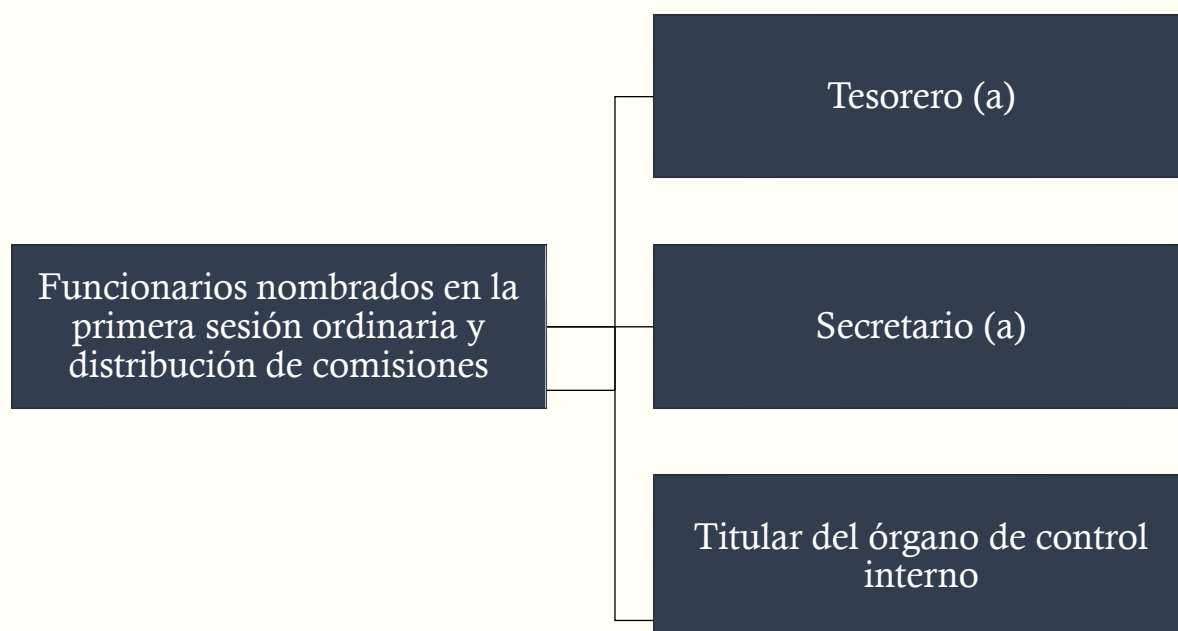 Funcionarios nombrados en la
primera sesión ordinaria y
distribución de comisiones
Tesorero (a)
Secretario (a)
Titular del órgano de control
interno